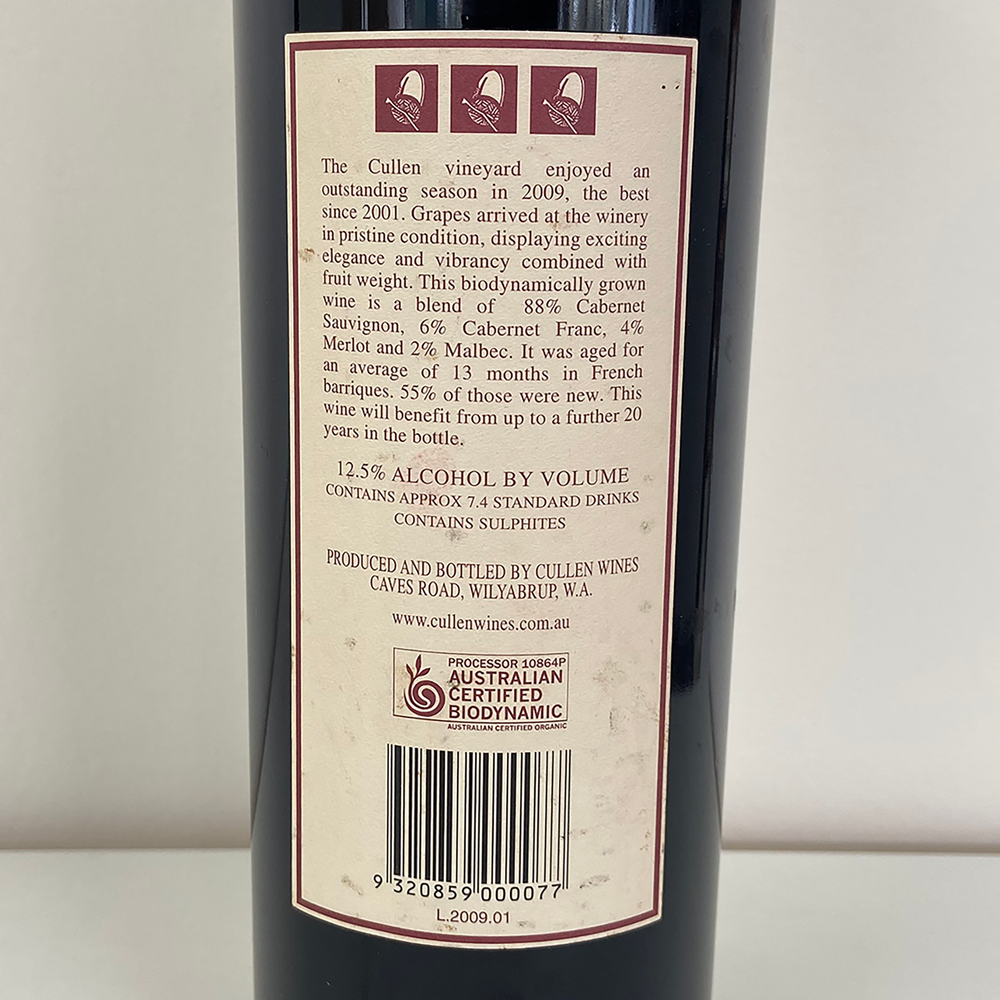 The Cullen vineyard enjoyed an
outstanding season in 2009, the best
since 2001. Grapes arrived at the winery
in pristine condition, displaying exciting
elegance and vibrancy combined with
fruit weight. This biodynamically grown
wine is a blend of 88% Cabernet
Sauvignon, 6% Cabernet Franc, 4%
Merlot and 2% Malbec. It was aged for
an average of 13 months in French
barriques. 55% of those were new. This
wine will benefit from up to a further 20
years in the bottle.
12.5% ALCOHOL BY VOLUME
CONTAINS APPROX 7.4 STANDARD DRINKS
CONTAINS SULPHITES
PRODUCED AND BOTTLED BY CULLEN WINES
CAVES ROAD, WILYABRUP, W.A.
www.cullenwines.com.au
PROCESSOR 10864P
AUSTRALIAN
CERTIFIED
BIODYNAMIC
AUSTRALIAN CERTIFIED ORGANIC
9 320859 000077
L.2009.01